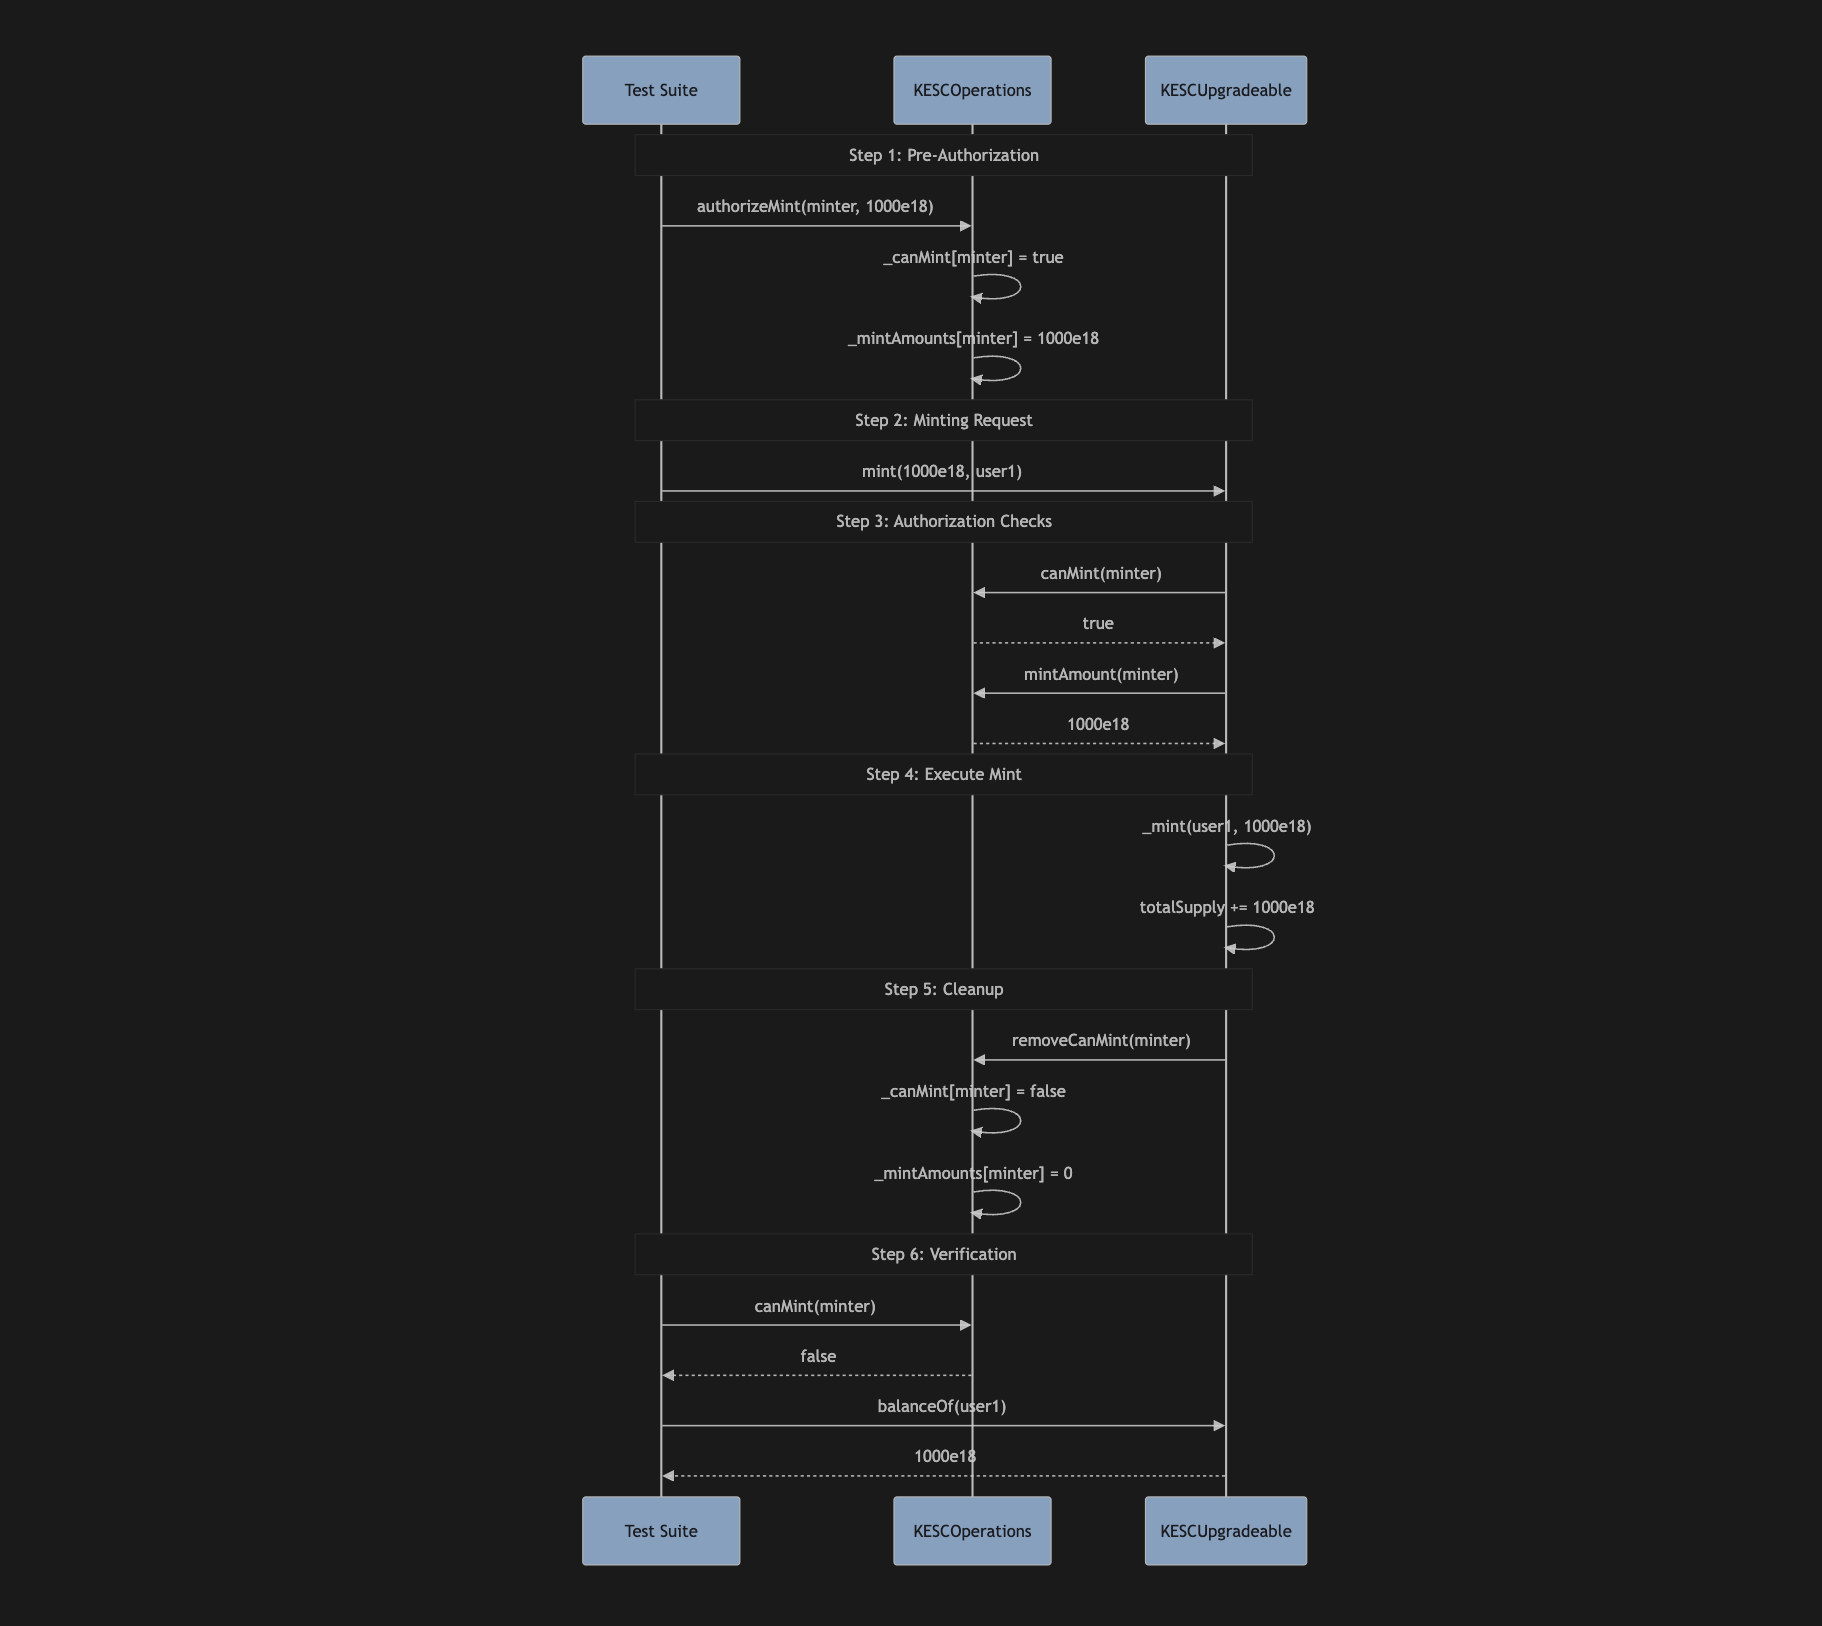 Test Suite
KESCOperations
KESCUpgradeable
Step 1: Pre-Authorization
authorizeMint(minter, 1000e18)
_canMint[minter] = true
_mintAmounts[minter] = 1000e18
Step 2: Minting Request
mint(1000e18, user1)
Step 3: Authorization Checks
canMint(minter)
true
mintAmount(minter)
1000e18
Step 4: Execute Mint
_mint(user1, 1000e18)
totalSupply += 1000e18
Step 5: Cleanup
removeCanMint(minter)
_canMint[minter] = false
_mintAmounts[minter] = 0
Step 6: Verification
canMint(minter)
false
balanceOf(user1)
1000e18
Test Suite
KESCOperations
KESCUpgradeable